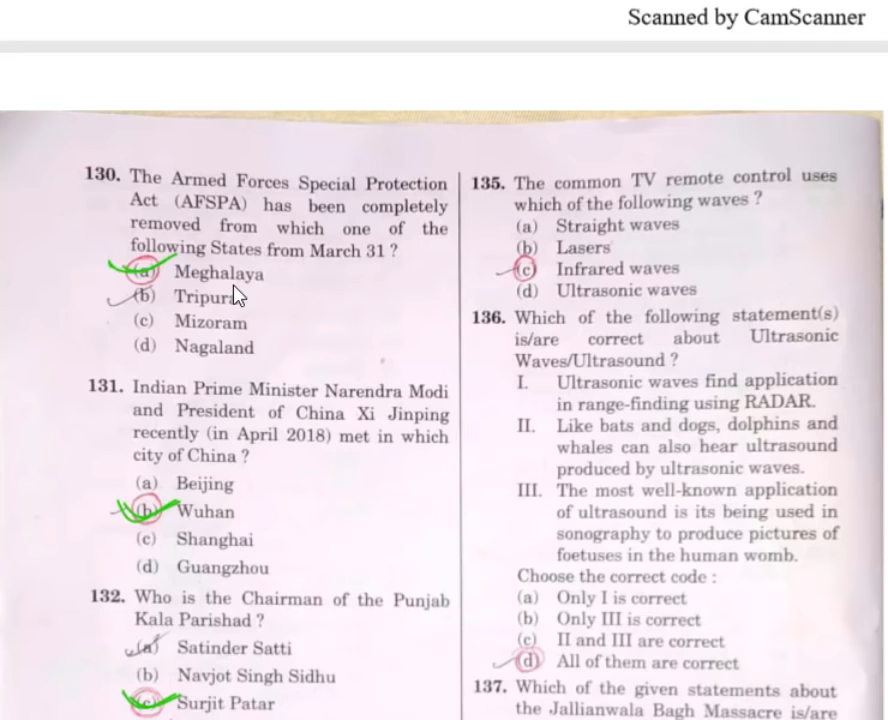 Scanned by CamScanner
130. The Armed Forces Special Protection
Act (AFSPA) has been completely
removed from which one of the
following States from March 31 ?
(a) Meghalaya
(b) Tripura
(c) Mizoram
(d) Nagaland
131. Indian Prime Minister Narendra Modi
and President of China Xi Jinping
recently (in April 2018) met in which
city of China ?
(a) Beijing
(b) Wuhan
(c) Shanghai
(d) Guangzhou
132. Who is the Chairman of the Punjab
Kala Parishad ?
(a) Satinder Satti
(b) Navjot Singh Sidhu
(c) Surjit Patar
135. The common TV remote control uses
which of the following waves ?
(a) Straight waves
(b) Lasers
(c) Infrared waves
(d) Ultrasonic waves
136. Which of the following statement(s)
is/are correct about Ultrasonic
Waves/Ultrasound ?
I. Ultrasonic waves find application
in range-finding using RADAR.
II. Like bats and dogs, dolphins and
whales can also hear ultrasound
produced by ultrasonic waves.
III. The most well-known application
of ultrasound is its being used in
sonography to produce pictures of
foetuses in the human womb.
Choose the correct code :
(a) Only I is correct
(b) Only III is correct
(c) II and III are correct
(d) All of them are correct
137. Which of the given statements about
the Jallianwala Bagh Massacre is/are